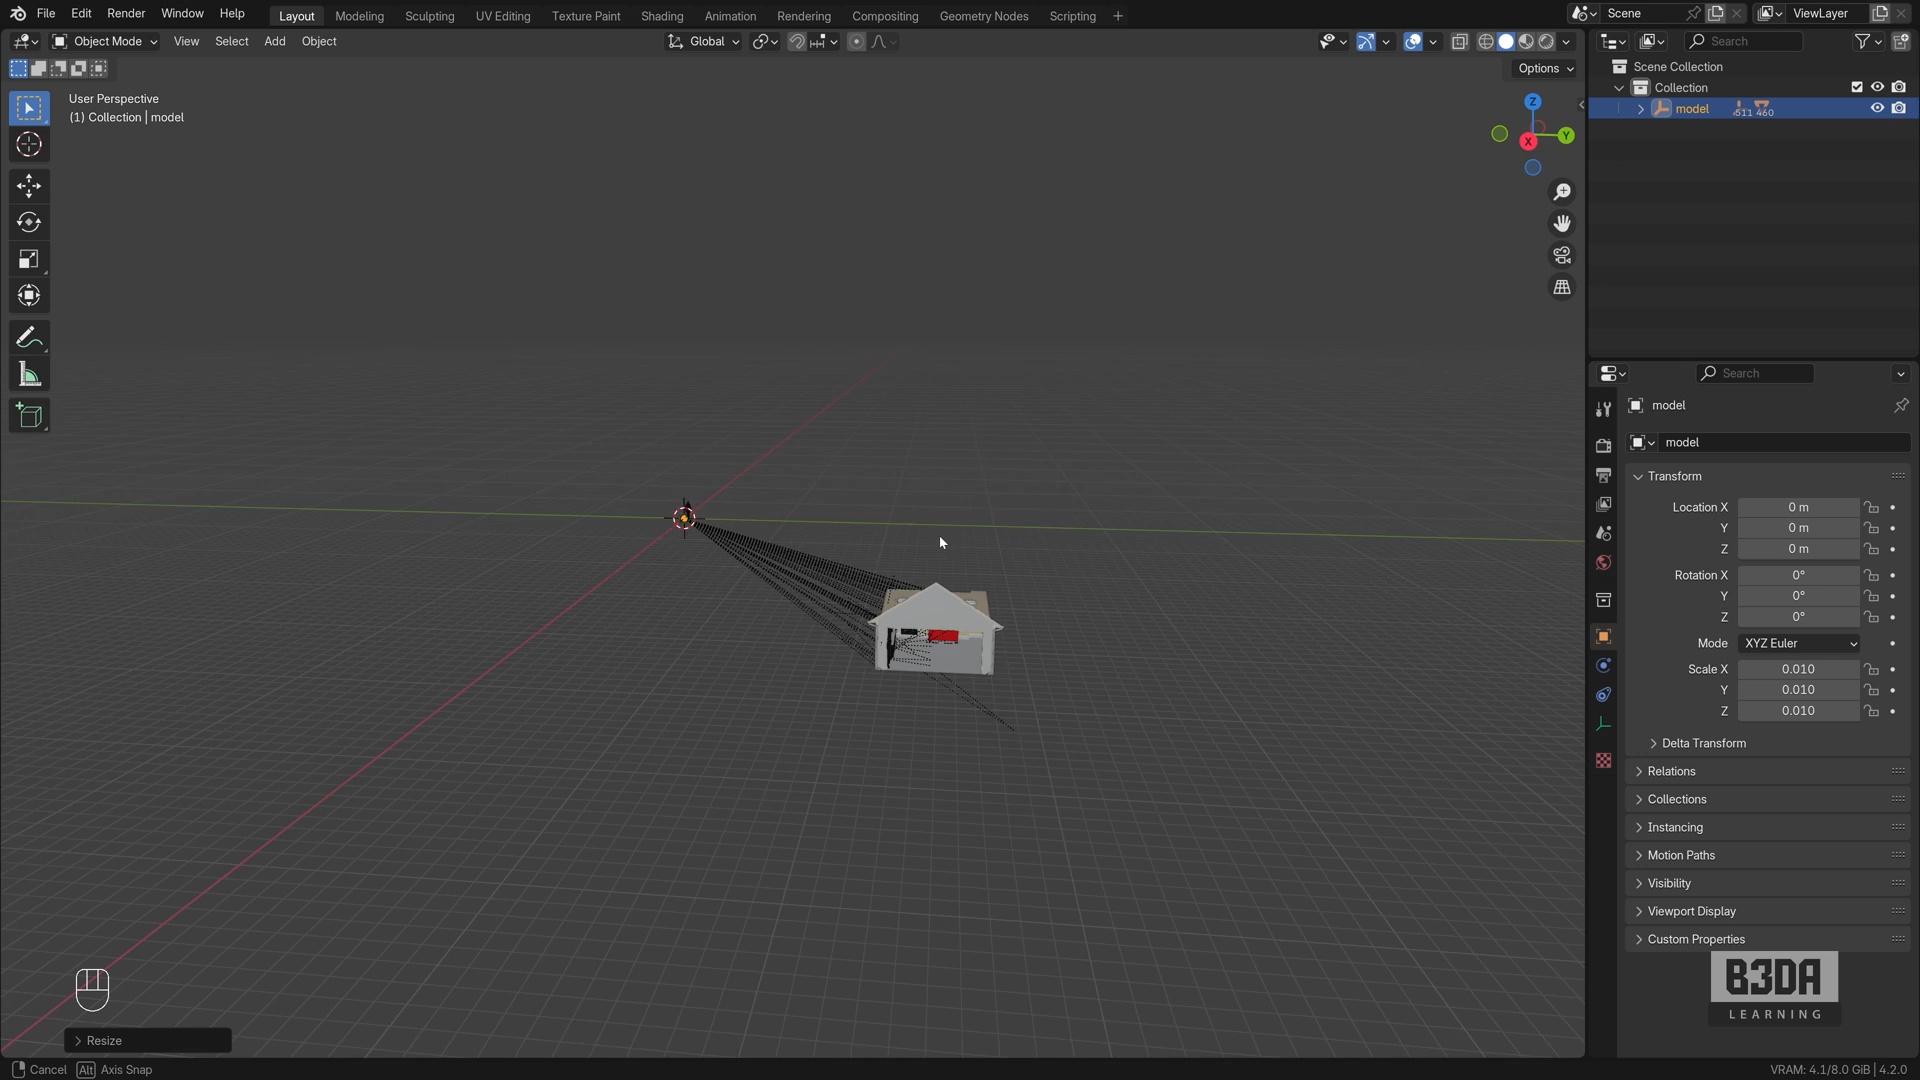 File Edit Render Window Help Layout Modeling Sculpting UV Editing Texture Paint Shading Animation Rendering Compositing Geometry Nodes Scripting + Scene ViewLayer
Object Mode View Select Add Object Global Search
Options
User Perspective
(1) Collection | model
Z
Y
X
Scene Collection
Collection
model 511 460
Search
model
model
Transform
Location X 0 m
Y 0 m
Z 0 m
Rotation X 0°
Y 0°
Z 0°
Mode XYZ Euler
Scale X 0.010
Y 0.010
Z 0.010
Delta Transform
Relations
Collections
Instancing
Motion Paths
Visibility
Viewport Display
Custom Properties
B3DA
LEARNING
Resize
Cancel Alt Axis Snap VRAM: 4.1/8.0 GiB | 4.2.0